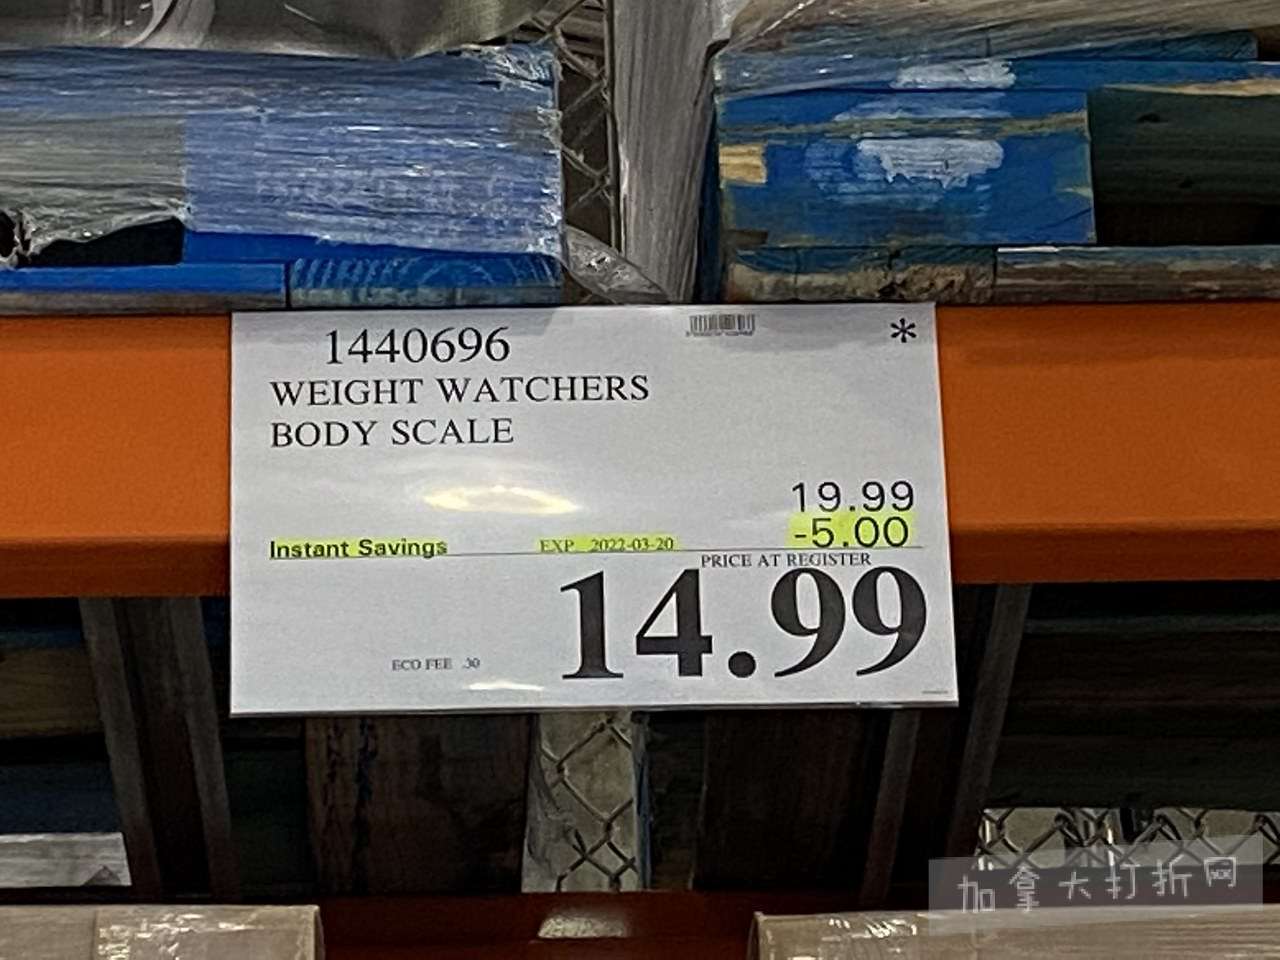 1440696
*
WEIGHT WATCHERS
BODY SCALE
19.99
-5.00
Instant Savings EXP 2022-03-20
PRICE AT REGISTER
14.99
ECO FEE .30
加拿大打折网